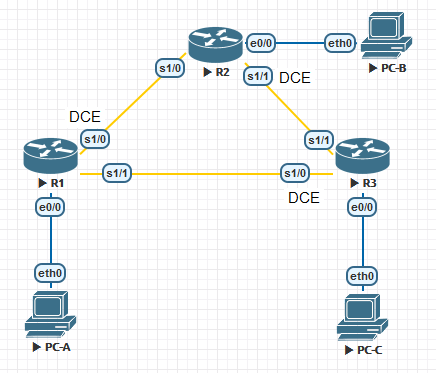 e0/0
eth0
R2
PC-B
s1/0
s1/1
DCE
DCE
s1/0
s1/1
R1
s1/1
s1/0
R3
DCE
e0/0
e0/0
eth0
eth0
PC-A
PC-C